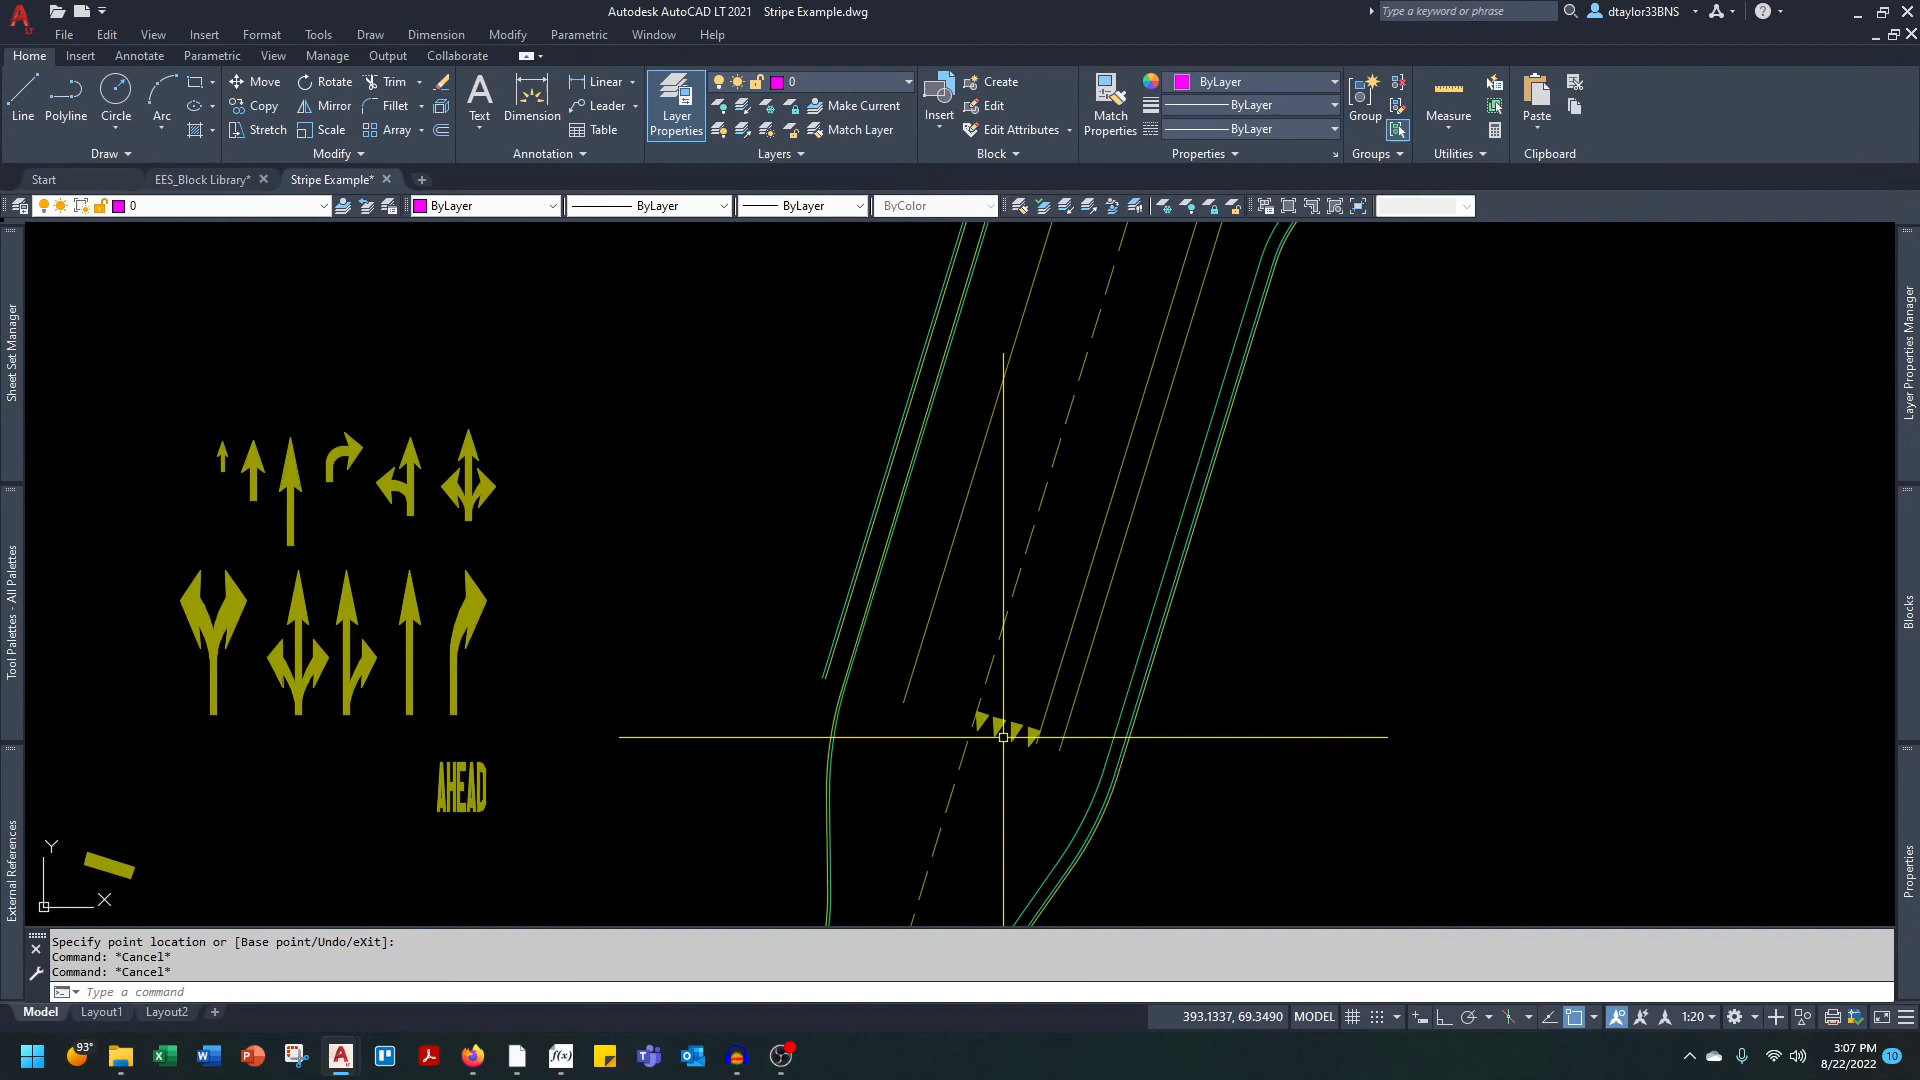 Autodesk AutoCAD LT 2021 Stripe Example.dwg
Type a keyword or phrase
dtaylor33BNS
LT
File Edit View Insert Format Tools Draw Dimension Modify Parametric Window Help
Home Insert Annotate Parametric View Manage Output Collaborate
Line Polyline Circle Arc
Move Rotate Trim
Copy Mirror Fillet
Stretch Scale Array
Text Dimension
Linear
Leader
Table
Layer Properties
0
Make Current
Match Layer
Insert
Create
Edit
Edit Attributes
Match Properties
ByLayer
ByLayer
ByLayer
Group
Measure
Paste
Draw Modify Annotation Layers Block Properties Groups Utilities Clipboard
Start EES_Block Library* Stripe Example*
0 ByLayer ByLayer ByLayer ByColor
Sheet Set Manager
Tool Palettes - All Palettes
External References
Layer Properties Manager
Blocks
Properties
AHEAD
Y
X
Specify point location or [Base point/Undo/eXit]:
Command: *Cancel*
Command: *Cancel*
Type a command
Model Layout1 Layout2
393.1337, 69.3490 MODEL 1:20
93°
f(x)
3:07 PM
8/22/2022
10